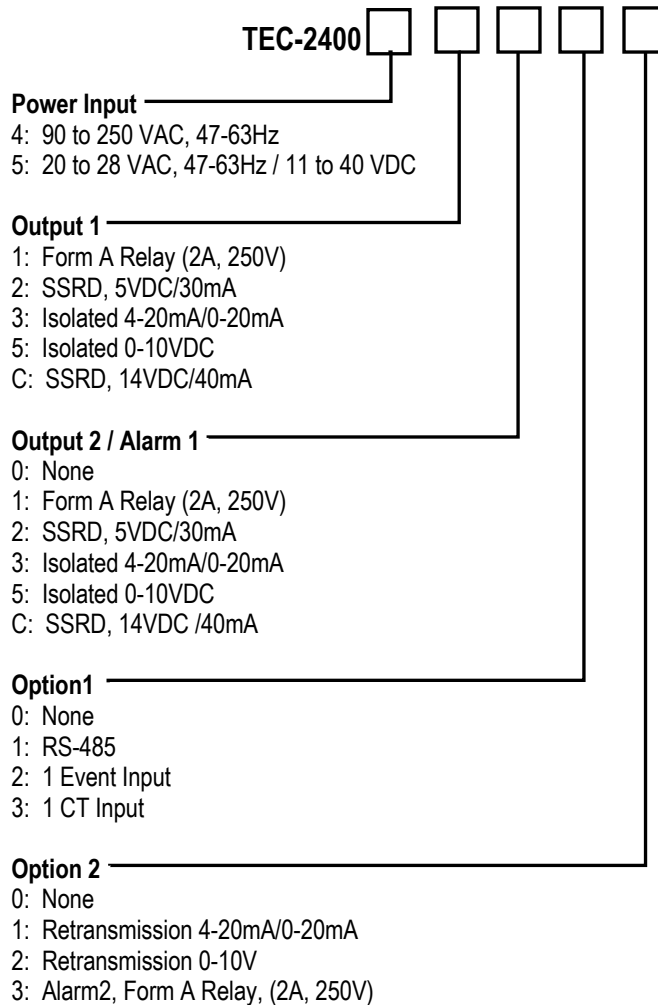 TEC-2400
Power Input
4: 90 to 250 VAC, 47-63Hz
5: 20 to 28 VAC, 47-63Hz / 11 to 40 VDC
Output 1
1: Form A Relay (2A, 250V)
2: SSRD, 5VDC/30mA
3: Isolated 4-20mA/0-20mA
5: Isolated 0-10VDC
C: SSRD, 14VDC/40mA
Output 2 / Alarm 1
0: None
1: Form A Relay (2A, 250V)
2: SSRD, 5VDC/30mA
3: Isolated 4-20mA/0-20mA
5: Isolated 0-10VDC
C: SSRD, 14VDC /40mA
Option1
0: None
1: RS-485
2: 1 Event Input
3: 1 CT Input
Option 2
0: None
1: Retransmission 4-20mA/0-20mA
2: Retransmission 0-10V
3: Alarm2, Form A Relay, (2A, 250V)